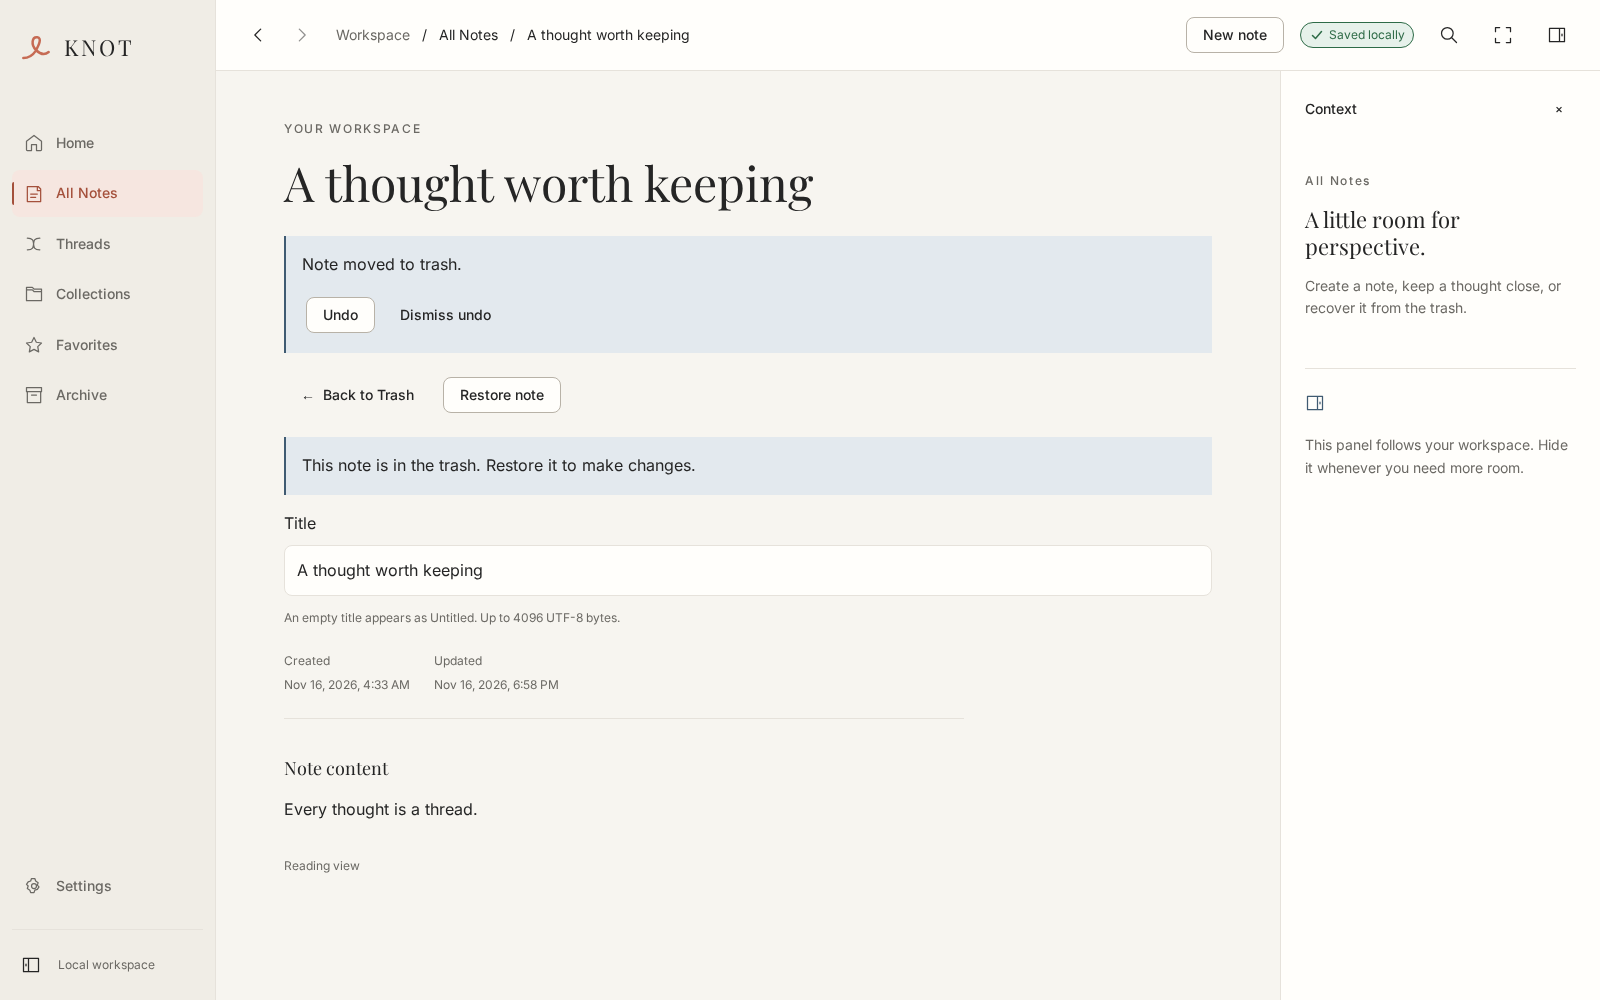 KNOT
Home
All Notes
Threads
Collections
Favorites
Archive
Settings
Local workspace
Workspace / All Notes / A thought worth keeping
New note
Saved locally
YOUR WORKSPACE
A thought worth keeping
Note moved to trash.
Undo
Dismiss undo
← Back to Trash
Restore note
This note is in the trash. Restore it to make changes.
Title
A thought worth keeping
An empty title appears as Untitled. Up to 4096 UTF-8 bytes.
Created
Updated
Nov 16, 2026, 4:33 AM
Nov 16, 2026, 6:58 PM
Note content
Every thought is a thread.
Reading view
Context
×
All Notes
A little room for
perspective.
Create a note, keep a thought close, or
recover it from the trash.
This panel follows your workspace. Hide
it whenever you need more room.